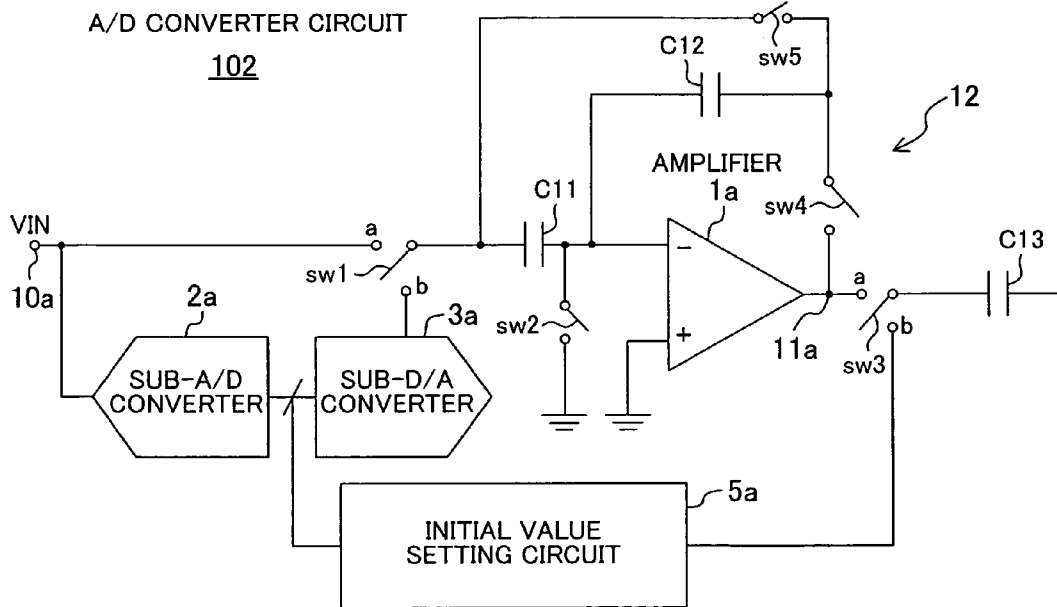 A/D CONVERTER CIRCUIT
102
sw5
C12
12
AMPLIFIER
1a
sw4
C11
VIN
a
sw1
10a
b
−
C13
a
2a
3a
sw2
+
11a
b
sw3
SUB-A/D
CONVERTER
SUB-D/A
CONVERTER
5a
INITIAL VALUE
SETTING CIRCUIT